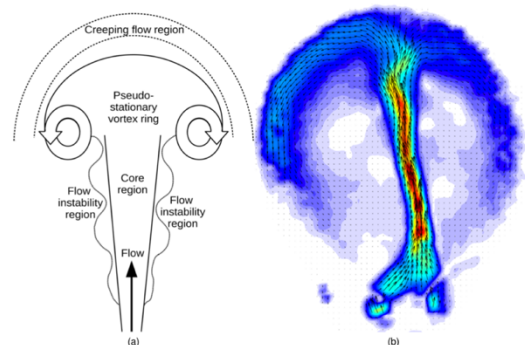 Creeping flow region
Pseudo-
stationary
vortex ring
Core
region
Flow
instability
region
Flow
instability
region
Flow
(a)
(b)